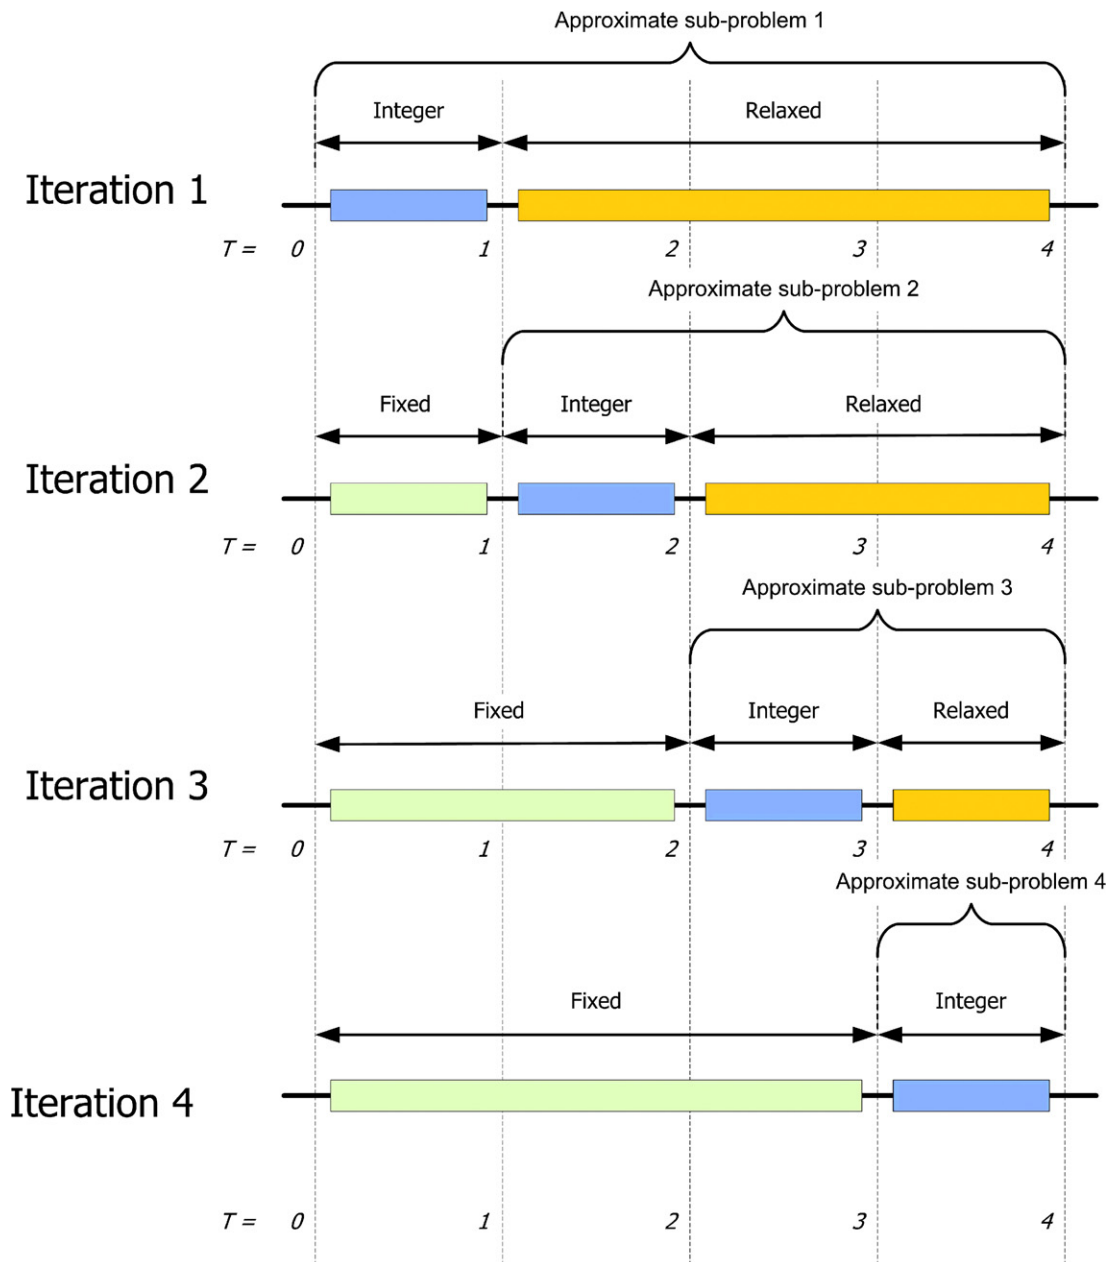 Approximate sub-problem 1
Integer Relaxed
Iteration 1
T = 0 1 2 3 4
Approximate sub-problem 2
Fixed Integer Relaxed
Iteration 2
T = 0 1 2 3 4
Approximate sub-problem 3
Fixed Integer Relaxed
Iteration 3
T = 0 1 2 3 4
Approximate sub-problem 4
Fixed Integer
Iteration 4
T = 0 1 2 3 4